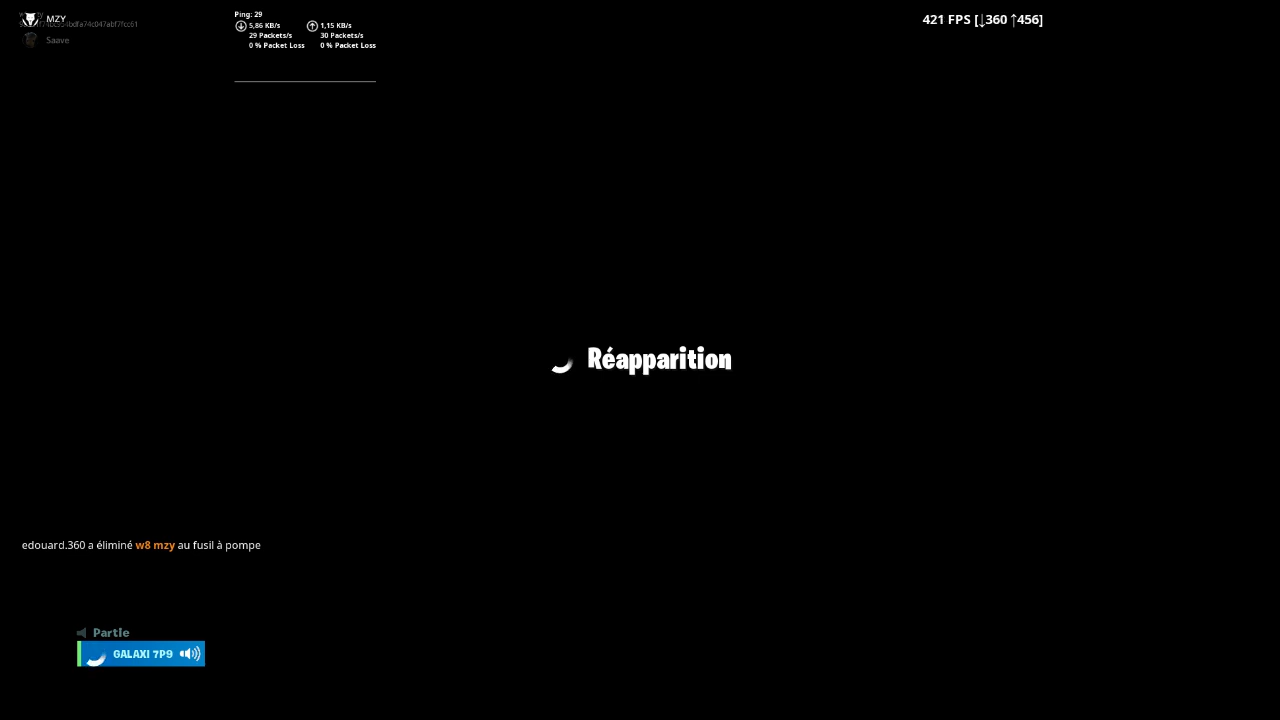 MZY
Saave
Ping: 29
5,86 KB/s
1,15 KB/s
29 Packets/s
30 Packets/s
0 % Packet Loss
0 % Packet Loss
421 FPS [↓360 ↑456]
Réapparition
edouard.360 a éliminé w8 mzy au fusil à pompe
Partie
GALAXI 7P9